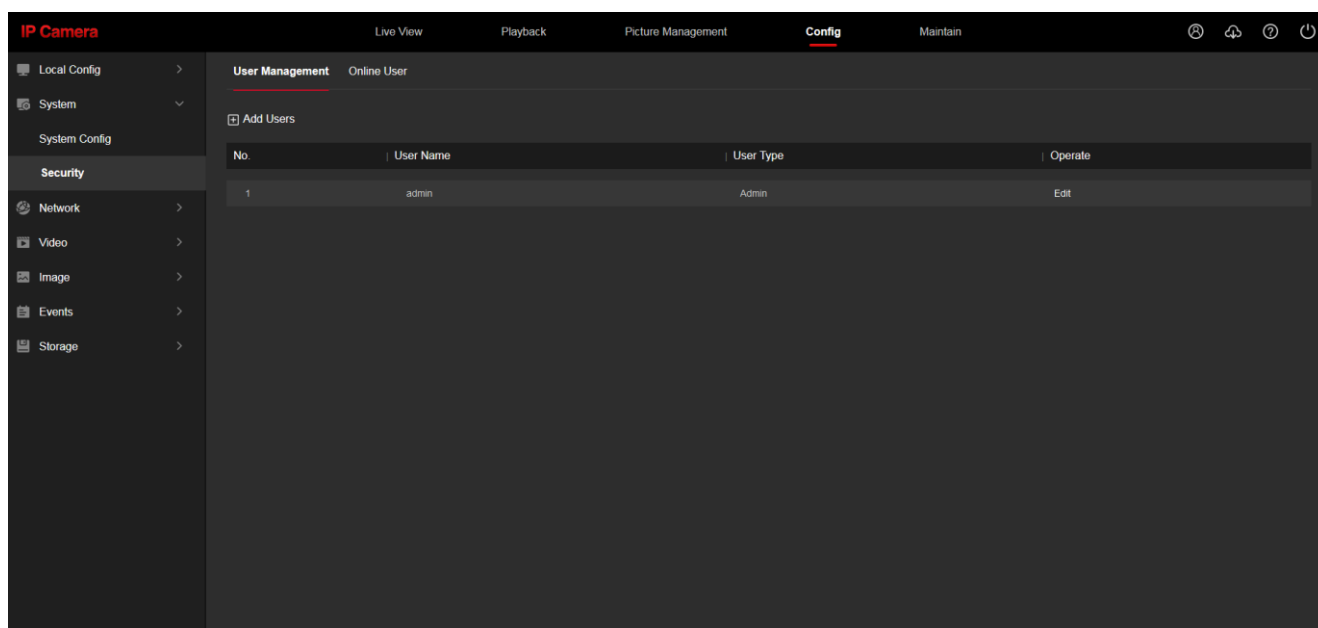 IP Camera Live View Playback Picture Management Config Maintain
Local Config
System
System Config
Security
Network
Video
Image
Events
Storage
User Management Online User
Add Users
No. User Name User Type Operate
1 admin Admin Edit